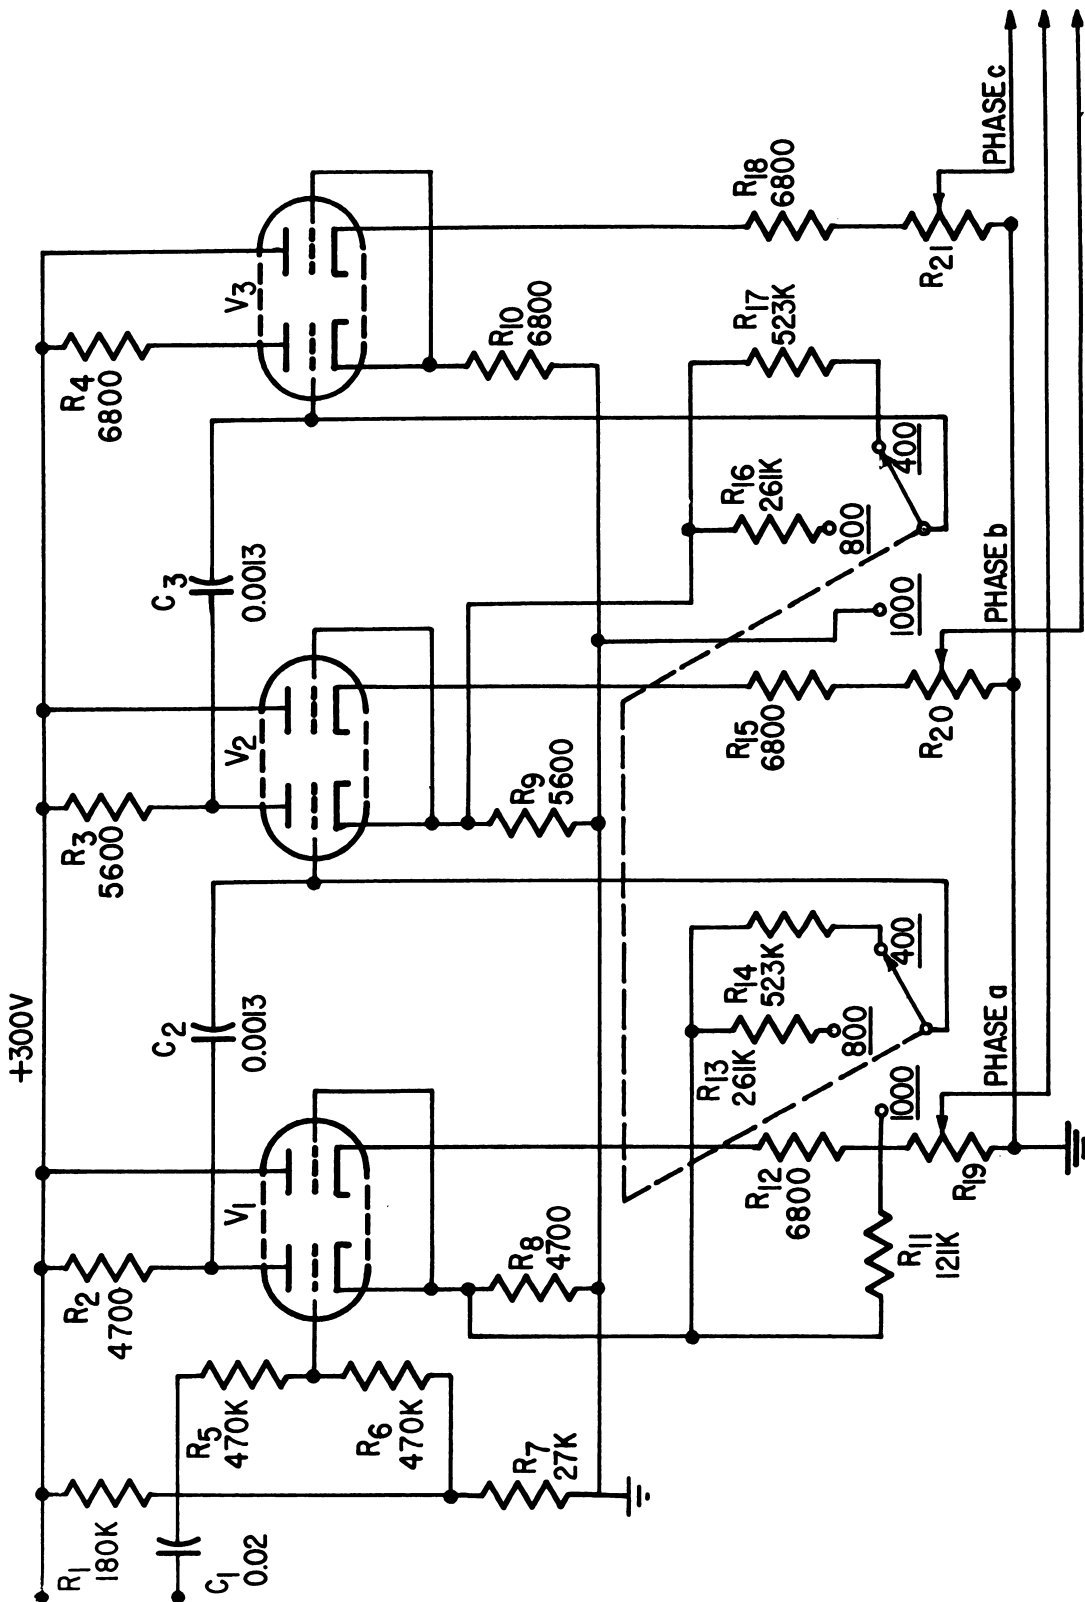 +300V
R1
180K
C1
0.02
R2
4700
R5
470K
R6
470K
R7
27K
V1
R8
4700
C2
0.0013
R3
5600
V2
R9
5600
C3
0.0013
R4
6800
V3
R10
6800
R11
121K
R12
6800
R19
1000
R13
261K
800
R14
523K
400
PHASE a
R15
6800
R20
1000
PHASE b
R16
261K
800
R17
523K
400
R18
6800
R21
PHASE c